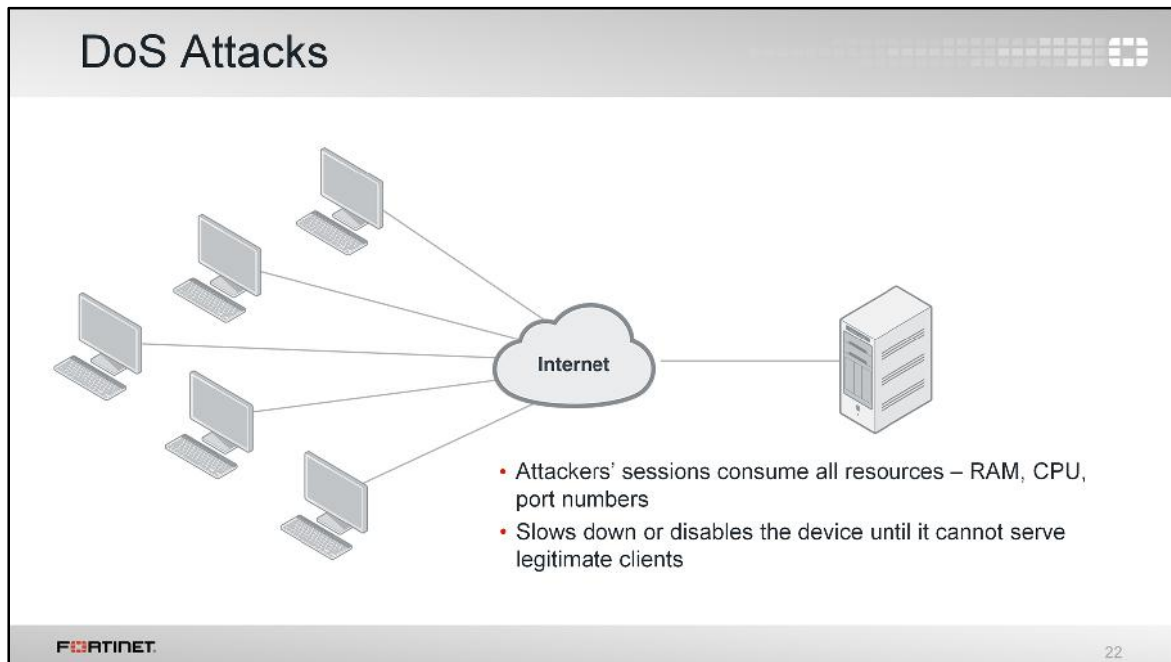 DoS Attacks
Internet
• Attackers' sessions consume all resources – RAM, CPU,
port numbers
• Slows down or disables the device until it cannot serve
legitimate clients
FORTINET
22